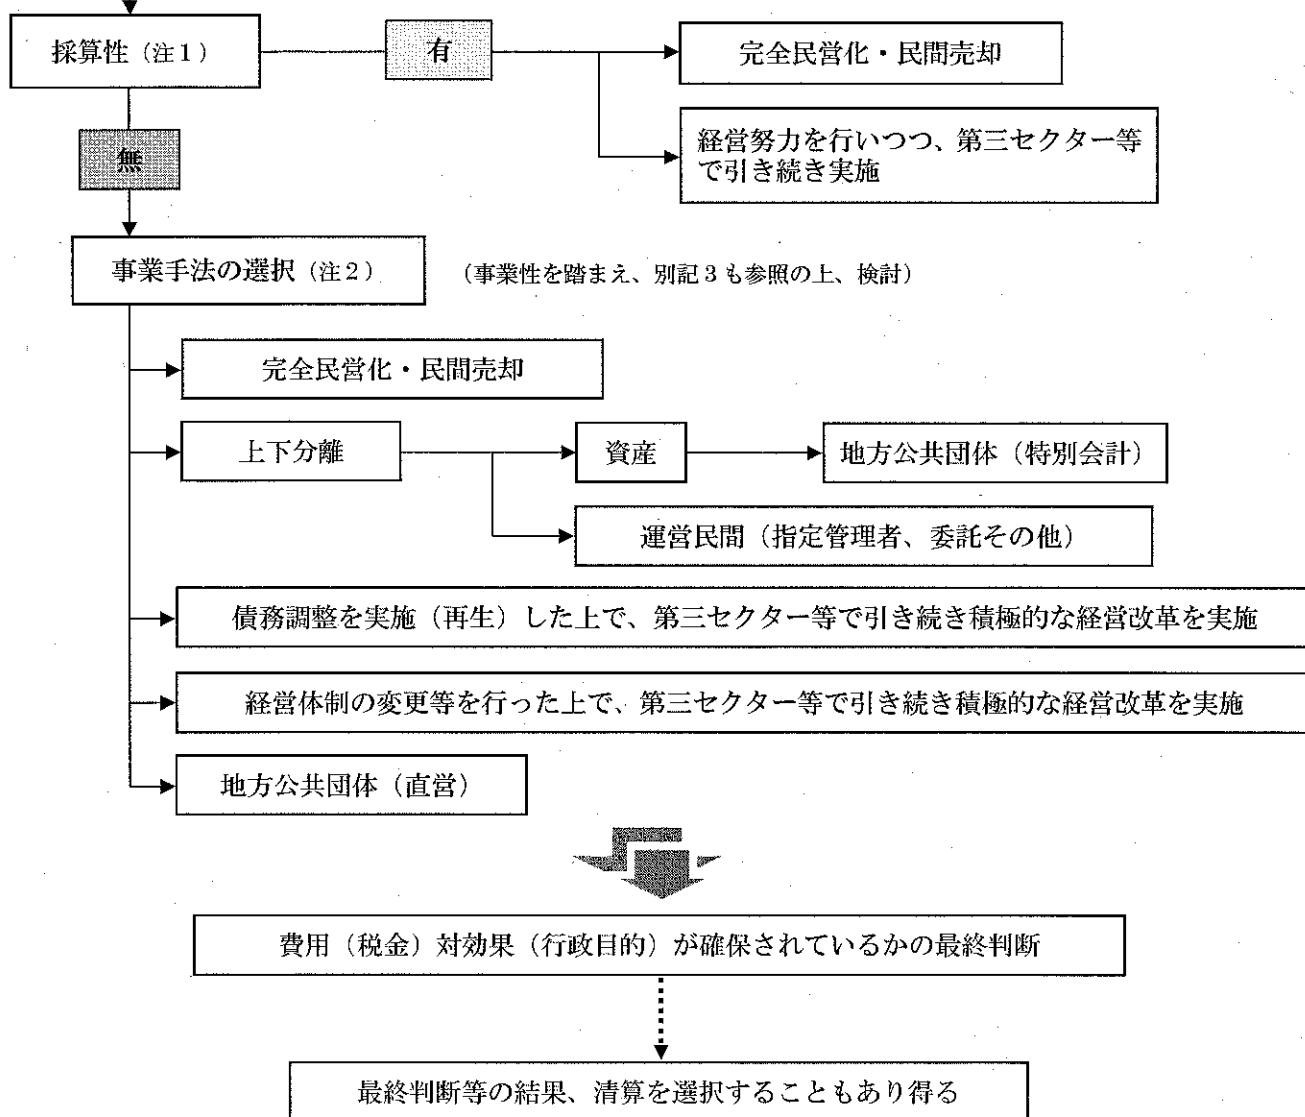 採算性（注１）
有
完全民営化・民間売却
経営努力を行いつつ、第三セクター等
で引き続き実施
無
事業手法の選択（注２）
（事業性を踏まえ、別記３も参照の上、検討）
完全民営化・民間売却
上下分離
資産
地方公共団体（特別会計）
運営民間（指定管理者、委託その他）
債務調整を実施（再生）した上で、第三セクター等で引き続き積極的な経営改革を実施
経営体制の変更等を行った上で、第三セクター等で引き続き積極的な経営改革を実施
地方公共団体（直営）
費用（税金）対効果（行政目的）が確保されているかの最終判断
最終判断等の結果、清算を選択することもあり得る